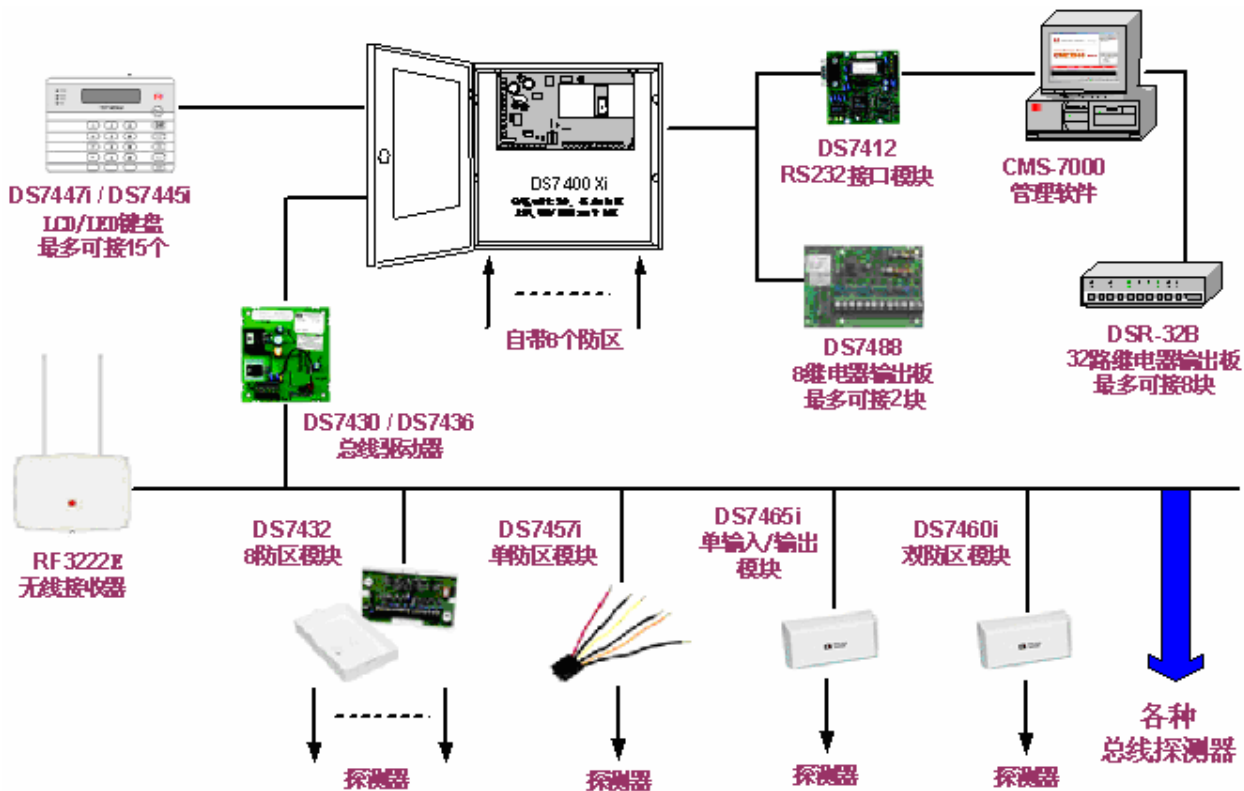 DS7400 Xi
DS7447i / DS7445i
LCD/LED键盘
最多可接15个
DS7412
RS232接口模块
CMS-7000
管理软件
自带8个防区
DS7488
8继电器输出板
最多可接2块
DSR-32B
32路继电器输出板
最多可接8块
DS7430 / DS7436
总线驱动器
RF3222E
无线接收器
DS7432
8防区模块
DS7457i
单防区模块
DS7465i
单输入/输出
模块
DS7460i
双防区模块
探测器
探测器
探测器
探测器
各种
总线探测器